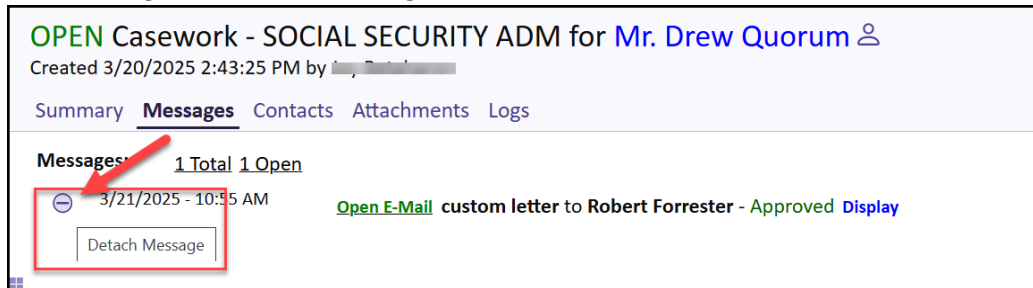 OPEN Casework - SOCIAL SECURITY ADM for Mr. Drew Quorum
Created 3/20/2025 2:43:25 PM by
Summary Messages Contacts Attachments Logs
Messages: 1 Total 1 Open
3/21/2025 - 10:55 AM Open E-Mail custom letter to Robert Forrester - Approved Display
Detach Message